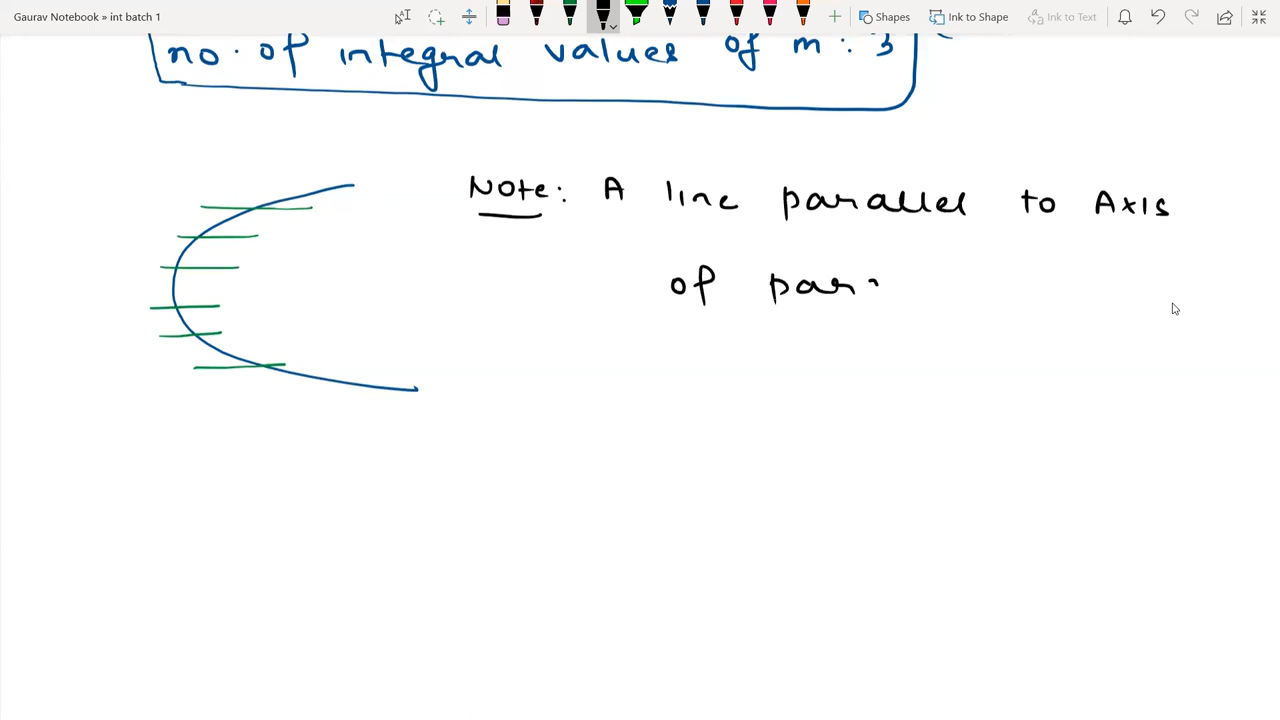 Gaurav Notebook » int batch 1
Shapes
Ink to Shape
Ink to Text
no. of integral values of m : 3
Note: A line parallel to Axis
of par